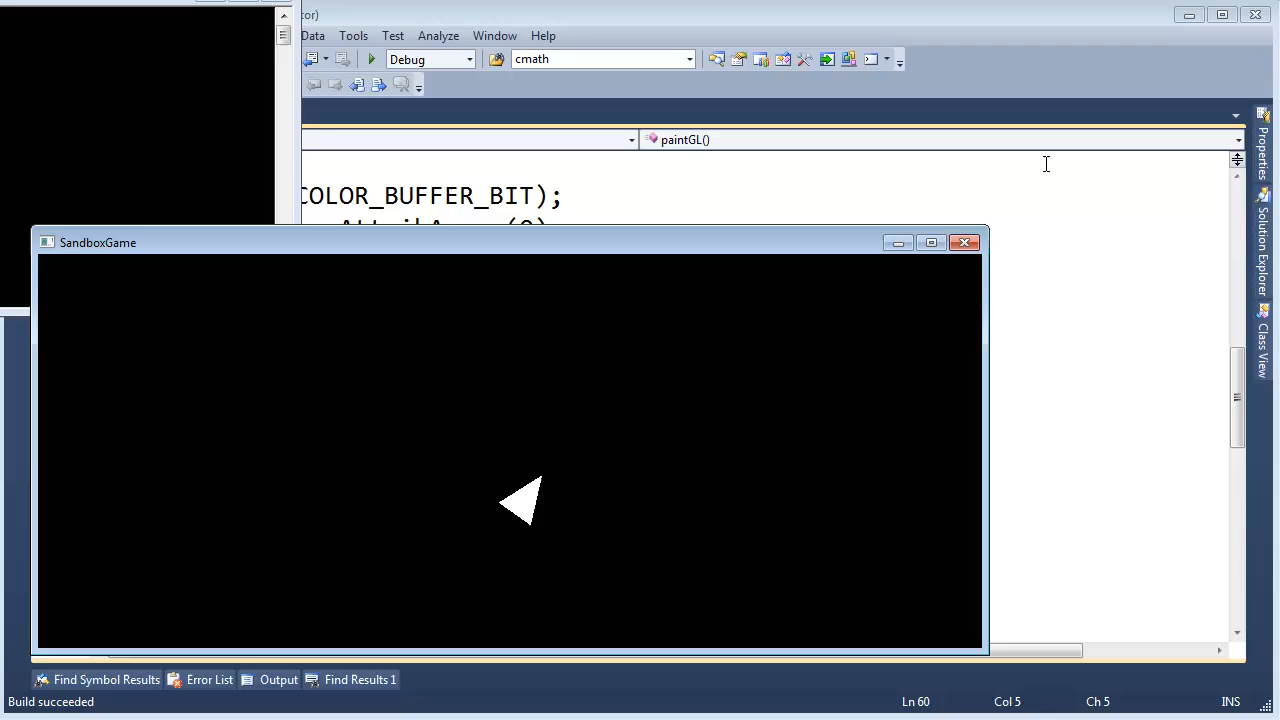 or)
Data Tools Test Analyze Window Help
Debug cmath
paintGL()
COLOR_BUFFER_BIT);
SandboxGame
Properties
Solution Explorer
Class View
Find Symbol Results Error List Output Find Results 1
Build succeeded Ln 60 Col 5 Ch 5 INS